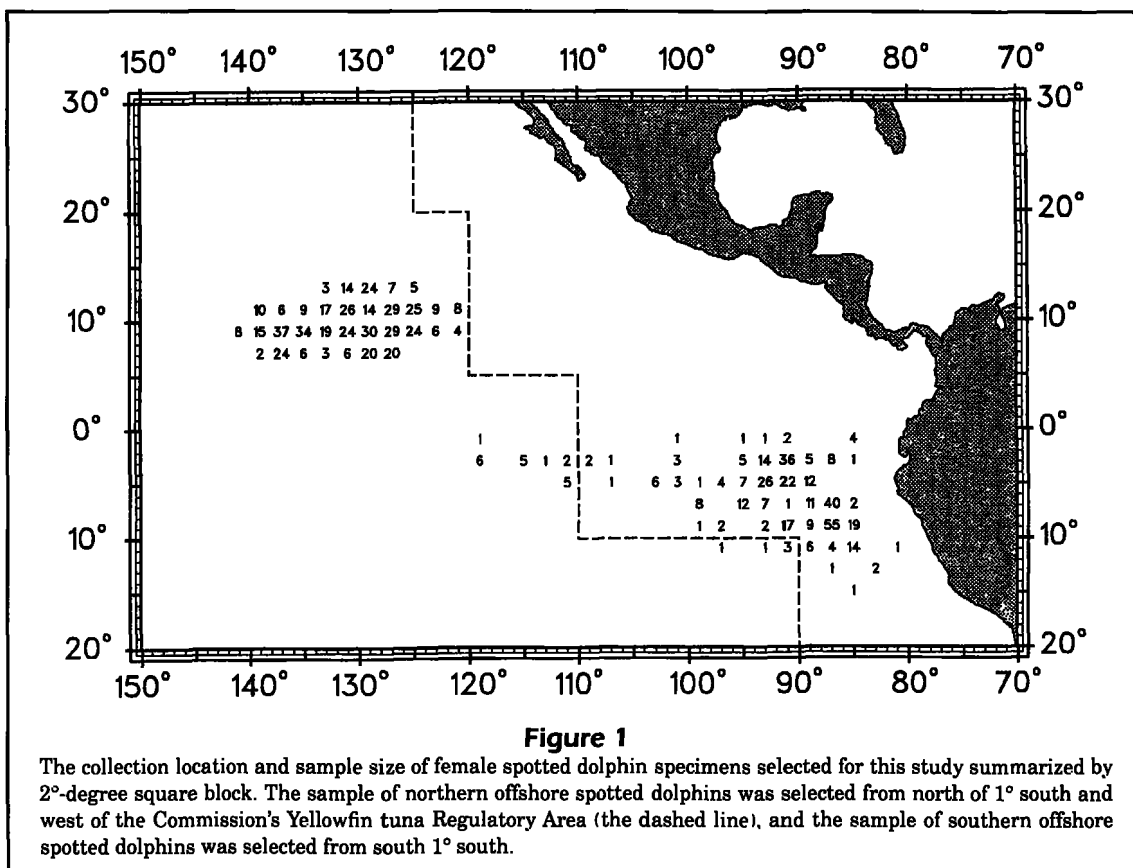 150° 140° 130° 120° 110° 100° 90° 80° 70°
30° 30°
20° 20°
3 14 24 7 5
10 6 9 17 26 14 29 25 9 8
10° 10°
8 15 37 34 19 24 30 29 24 6 4
2 24 6 3 6 20 20
0° 0°
1 1 1 1 2 4
6 5 1 2 2 1 3 5 14 36 5 8 1
5 1 6 3 1 4 7 26 22 12
8 12 7 1 11 40 2
1 2 2 17 9 55 19
10° 10°
1 1 3 6 4 14 1
1 2
1
20° 20°
150° 140° 130° 120° 110° 100° 90° 80° 70°
Figure 1
The collection location and sample size of female spotted dolphin specimens selected for this study summarized by
2°-degree square block. The sample of northern offshore spotted dolphins was selected from north of 1° south and
west of the Commission's Yellowfin tuna Regulatory Area (the dashed line), and the sample of southern offshore
spotted dolphins was selected from south 1° south.